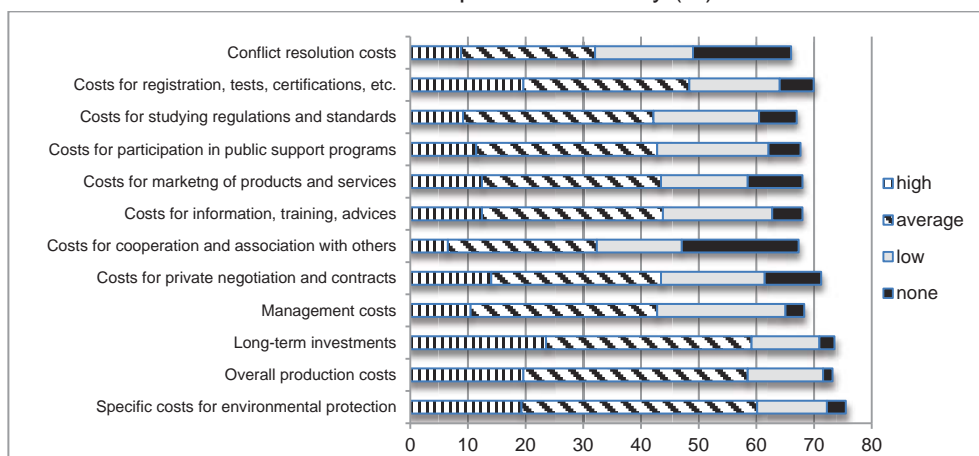 Conflict resolution costs
Costs for registration, tests, certifications, etc.
Costs for studying regulations and standards
Costs for participation in public support programs
Costs for marketng of products and services
Costs for information, training, advices
Costs for cooperation and association with others
Costs for private negotiation and contracts
Management costs
Long-term investments
Overall production costs
Specific costs for environmental protection
high
average
low
none
0 10 20 30 40 50 60 70 80